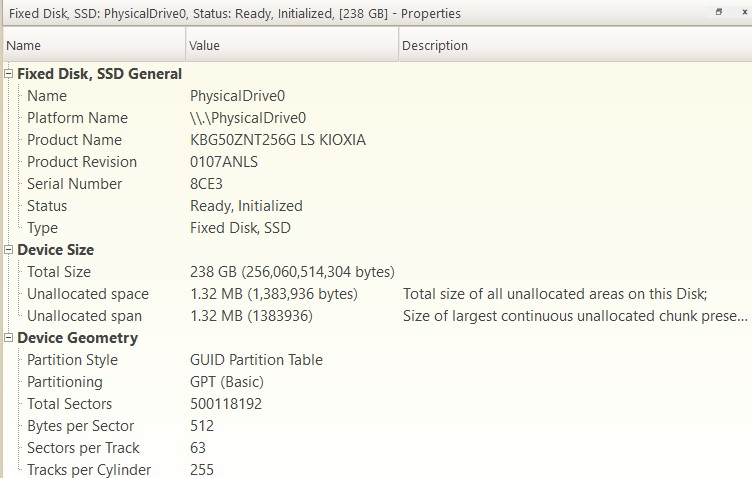 Fixed Disk, SSD: PhysicalDrive0, Status: Ready, Initialized, [238 GB] - Properties
Name Value Description
Fixed Disk, SSD General
Name PhysicalDrive0
Platform Name \\.\PhysicalDrive0
Product Name KBG50ZNT256G LS KIOXIA
Product Revision 0107ANLS
Serial Number 8CE3
Status Ready, Initialized
Type Fixed Disk, SSD
Device Size
Total Size 238 GB (256,060,514,304 bytes)
Unallocated space 1.32 MB (1,383,936 bytes) Total size of all unallocated areas on this Disk;
Unallocated span 1.32 MB (1383936) Size of largest continuous unallocated chunk prese...
Device Geometry
Partition Style GUID Partition Table
Partitioning GPT (Basic)
Total Sectors 500118192
Bytes per Sector 512
Sectors per Track 63
Tracks per Cylinder 255